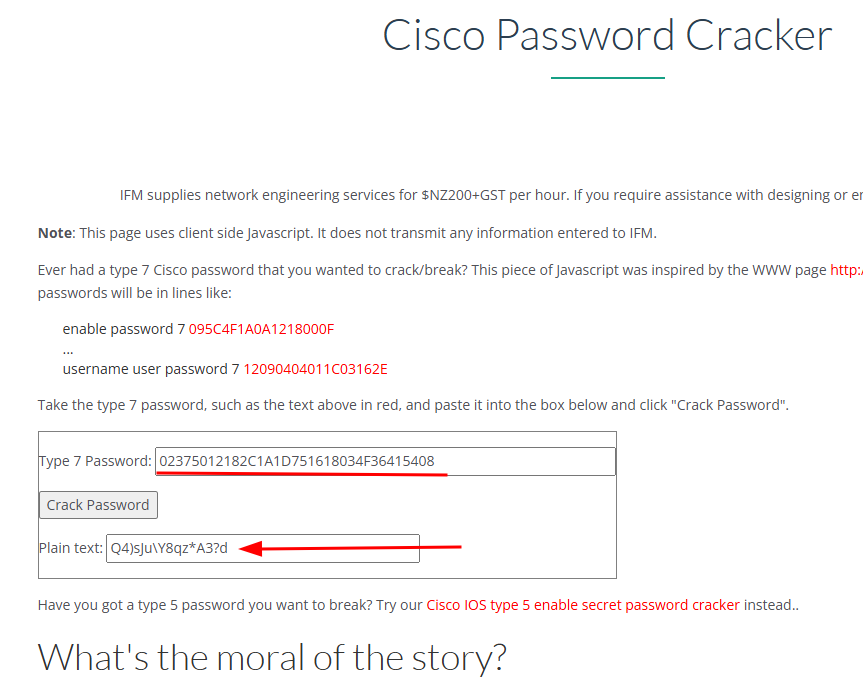 Cisco Password Cracker
IFM supplies network engineering services for $NZ200+GST per hour. If you require assistance with designing or
Note: This page uses client side Javascript. It does not transmit any information entered to IFM.
Ever had a type 7 Cisco password that you wanted to crack/break? This piece of Javascript was inspired by the WWW page http:/
passwords will be in lines like:
enable password 7 095C4F1A0A1218000F
...
username user password 7 12090404011C03162E
Take the type 7 password, such as the text above in red, and paste it into the box below and click "Crack Password".
Type 7 Password: 02375012182C1A1D751618034F36415408
Crack Password
Plain text: Q4)sJu\Y8qz*A3?d
Have you got a type 5 password you want to break? Try our Cisco IOS type 5 enable secret password cracker instead..
What's the moral of the story?